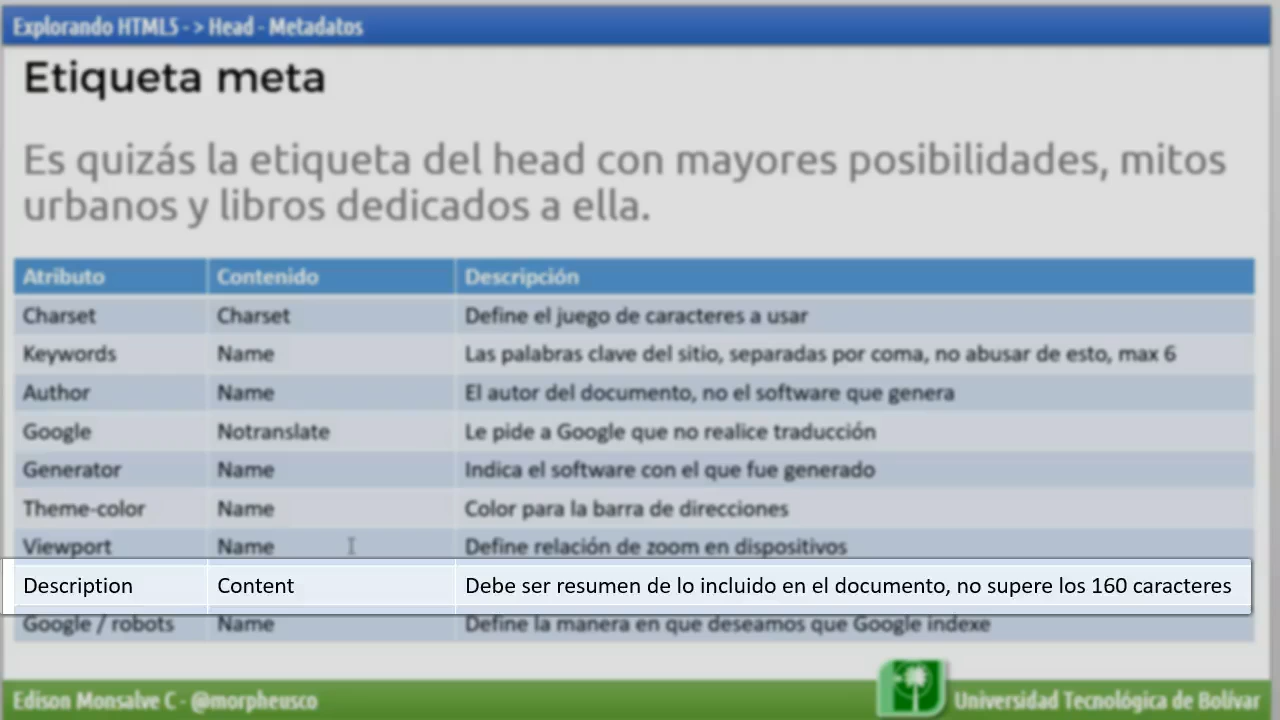 Explorando HTML5 - > Head - Metadatos
Etiqueta meta
Es quizás la etiqueta del head con mayores posibilidades, mitos
urbanos y libros dedicados a ella.
Atributo Contenido Descripción
Charset Charset Define el juego de caracteres a usar
Keywords Name Las palabras clave del sitio, separadas por coma, no abusar de esto, max 6
Author Name El autor del documento, no el software que genera
Google Notranslate Le pide a Google que no realice traducción
Generator Name Indica el software con el que fue generado
Theme-color Name Color para la barra de direcciones
Viewport Name Define relación de zoom en dispositivos
Description Content Debe ser resumen de lo incluido en el documento, no supere los 160 caracteres
Google / robots Name Define la manera en que deseamos que Google indexe
Edison Monsalve C - @morpheusco
Universidad Tecnológica de Bolívar